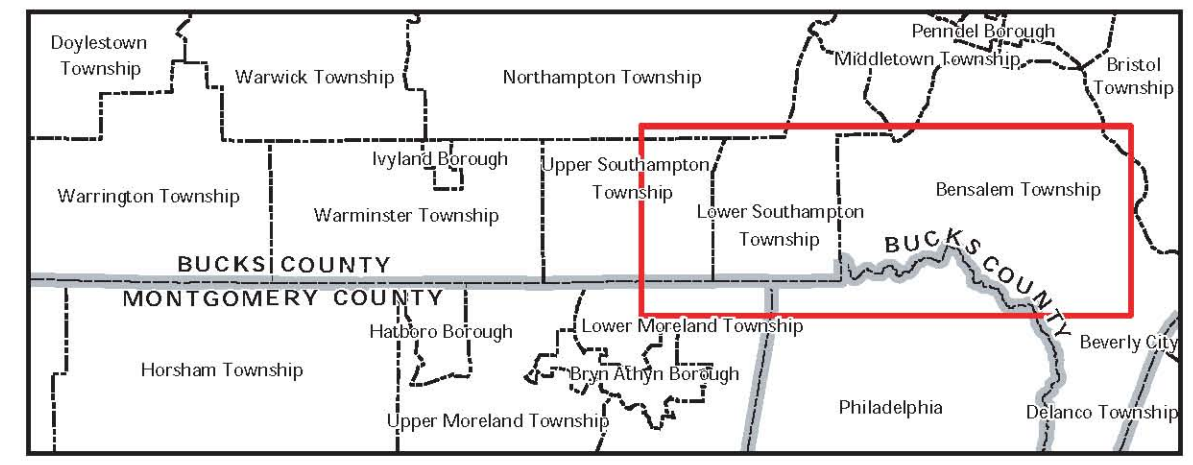 Doylestown
Township
Warwick Township
Northampton Township
Penndel Borough
Middletown Township
Bristol
Township
Ivyland Borough
Upper Southampton
Township
Warrington Township
Warminster Township
Lower Southampton
Township
Bensalem Township
BUCKS COUNTY
BUCKS COUNTY
MONTGOMERY COUNTY
Hatboro Borough
Lower Moreland Township
Beverly City
Horsham Township
Bryn Athyn Borough
Upper Moreland Township
Philadelphia
Delanco Township